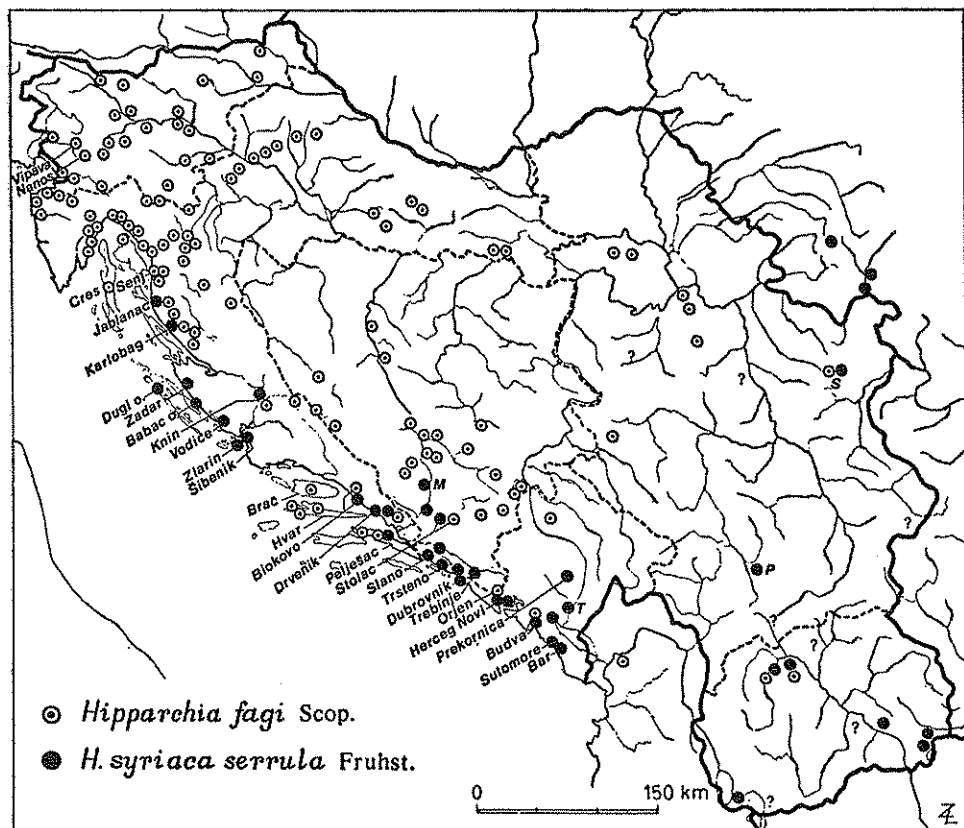 Vipava
Nanos
Cres
Senj
Jablanac
Karlobag
Dugi o
Zadar
Babac o
Knin
Vodice
Zlarin
Šibenik
Brač
Hvar
Biokovo
Drvenik
Pelješac
Stolac
Slano
Trsteno
Dubrovnik
Trebinje
Orjen
Herceg Novi
Prekornica
Budva
Sutomore
Bar
M
T
P
S
?
?
?
?
?
?
?
?
Hipparchia fagi Scop.
H. syriaca serrula Fruhst.
0 150 km